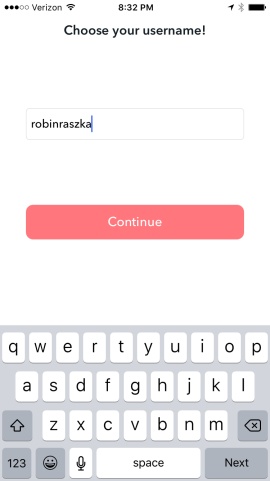 Verizon 8:32 PM
Choose your username!
robinraszka
Continue
q w e r t y u i o p
a s d f g h j k l
z x c v b n m
123 space Next